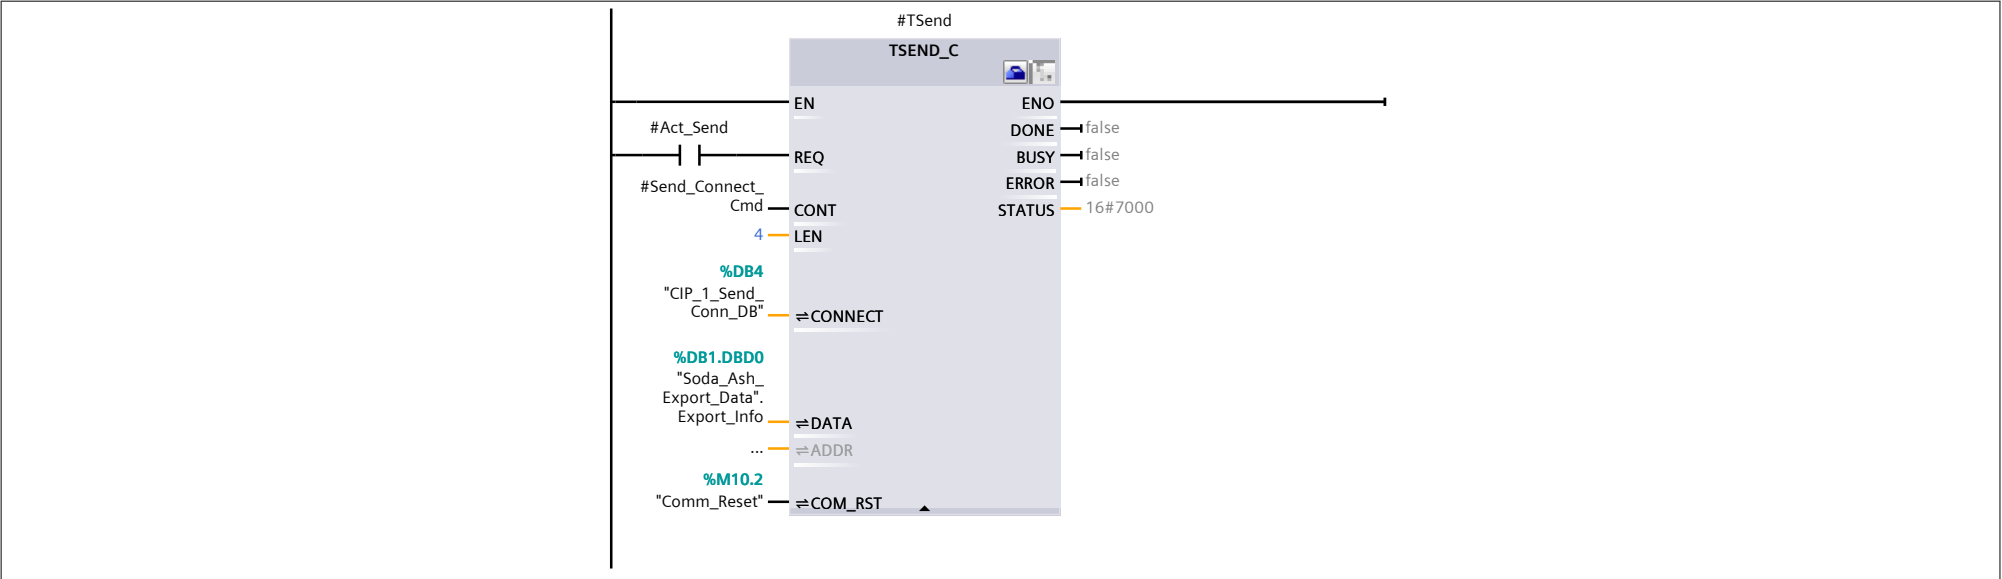 #TSend
TSEND_C
EN
ENO
#Act_Send
DONE
false
REQ
BUSY
false
#Send_Connect_
Cmd
ERROR
false
CONT
STATUS
16#7000
4
LEN
%DB4
"CIP_1_Send_
Conn_DB"
⇌CONNECT
%DB1.DBD0
"Soda_Ash_
Export_Data".
Export_Info
⇌DATA
...
⇌ADDR
%M10.2
"Comm_Reset"
⇌COM_RST